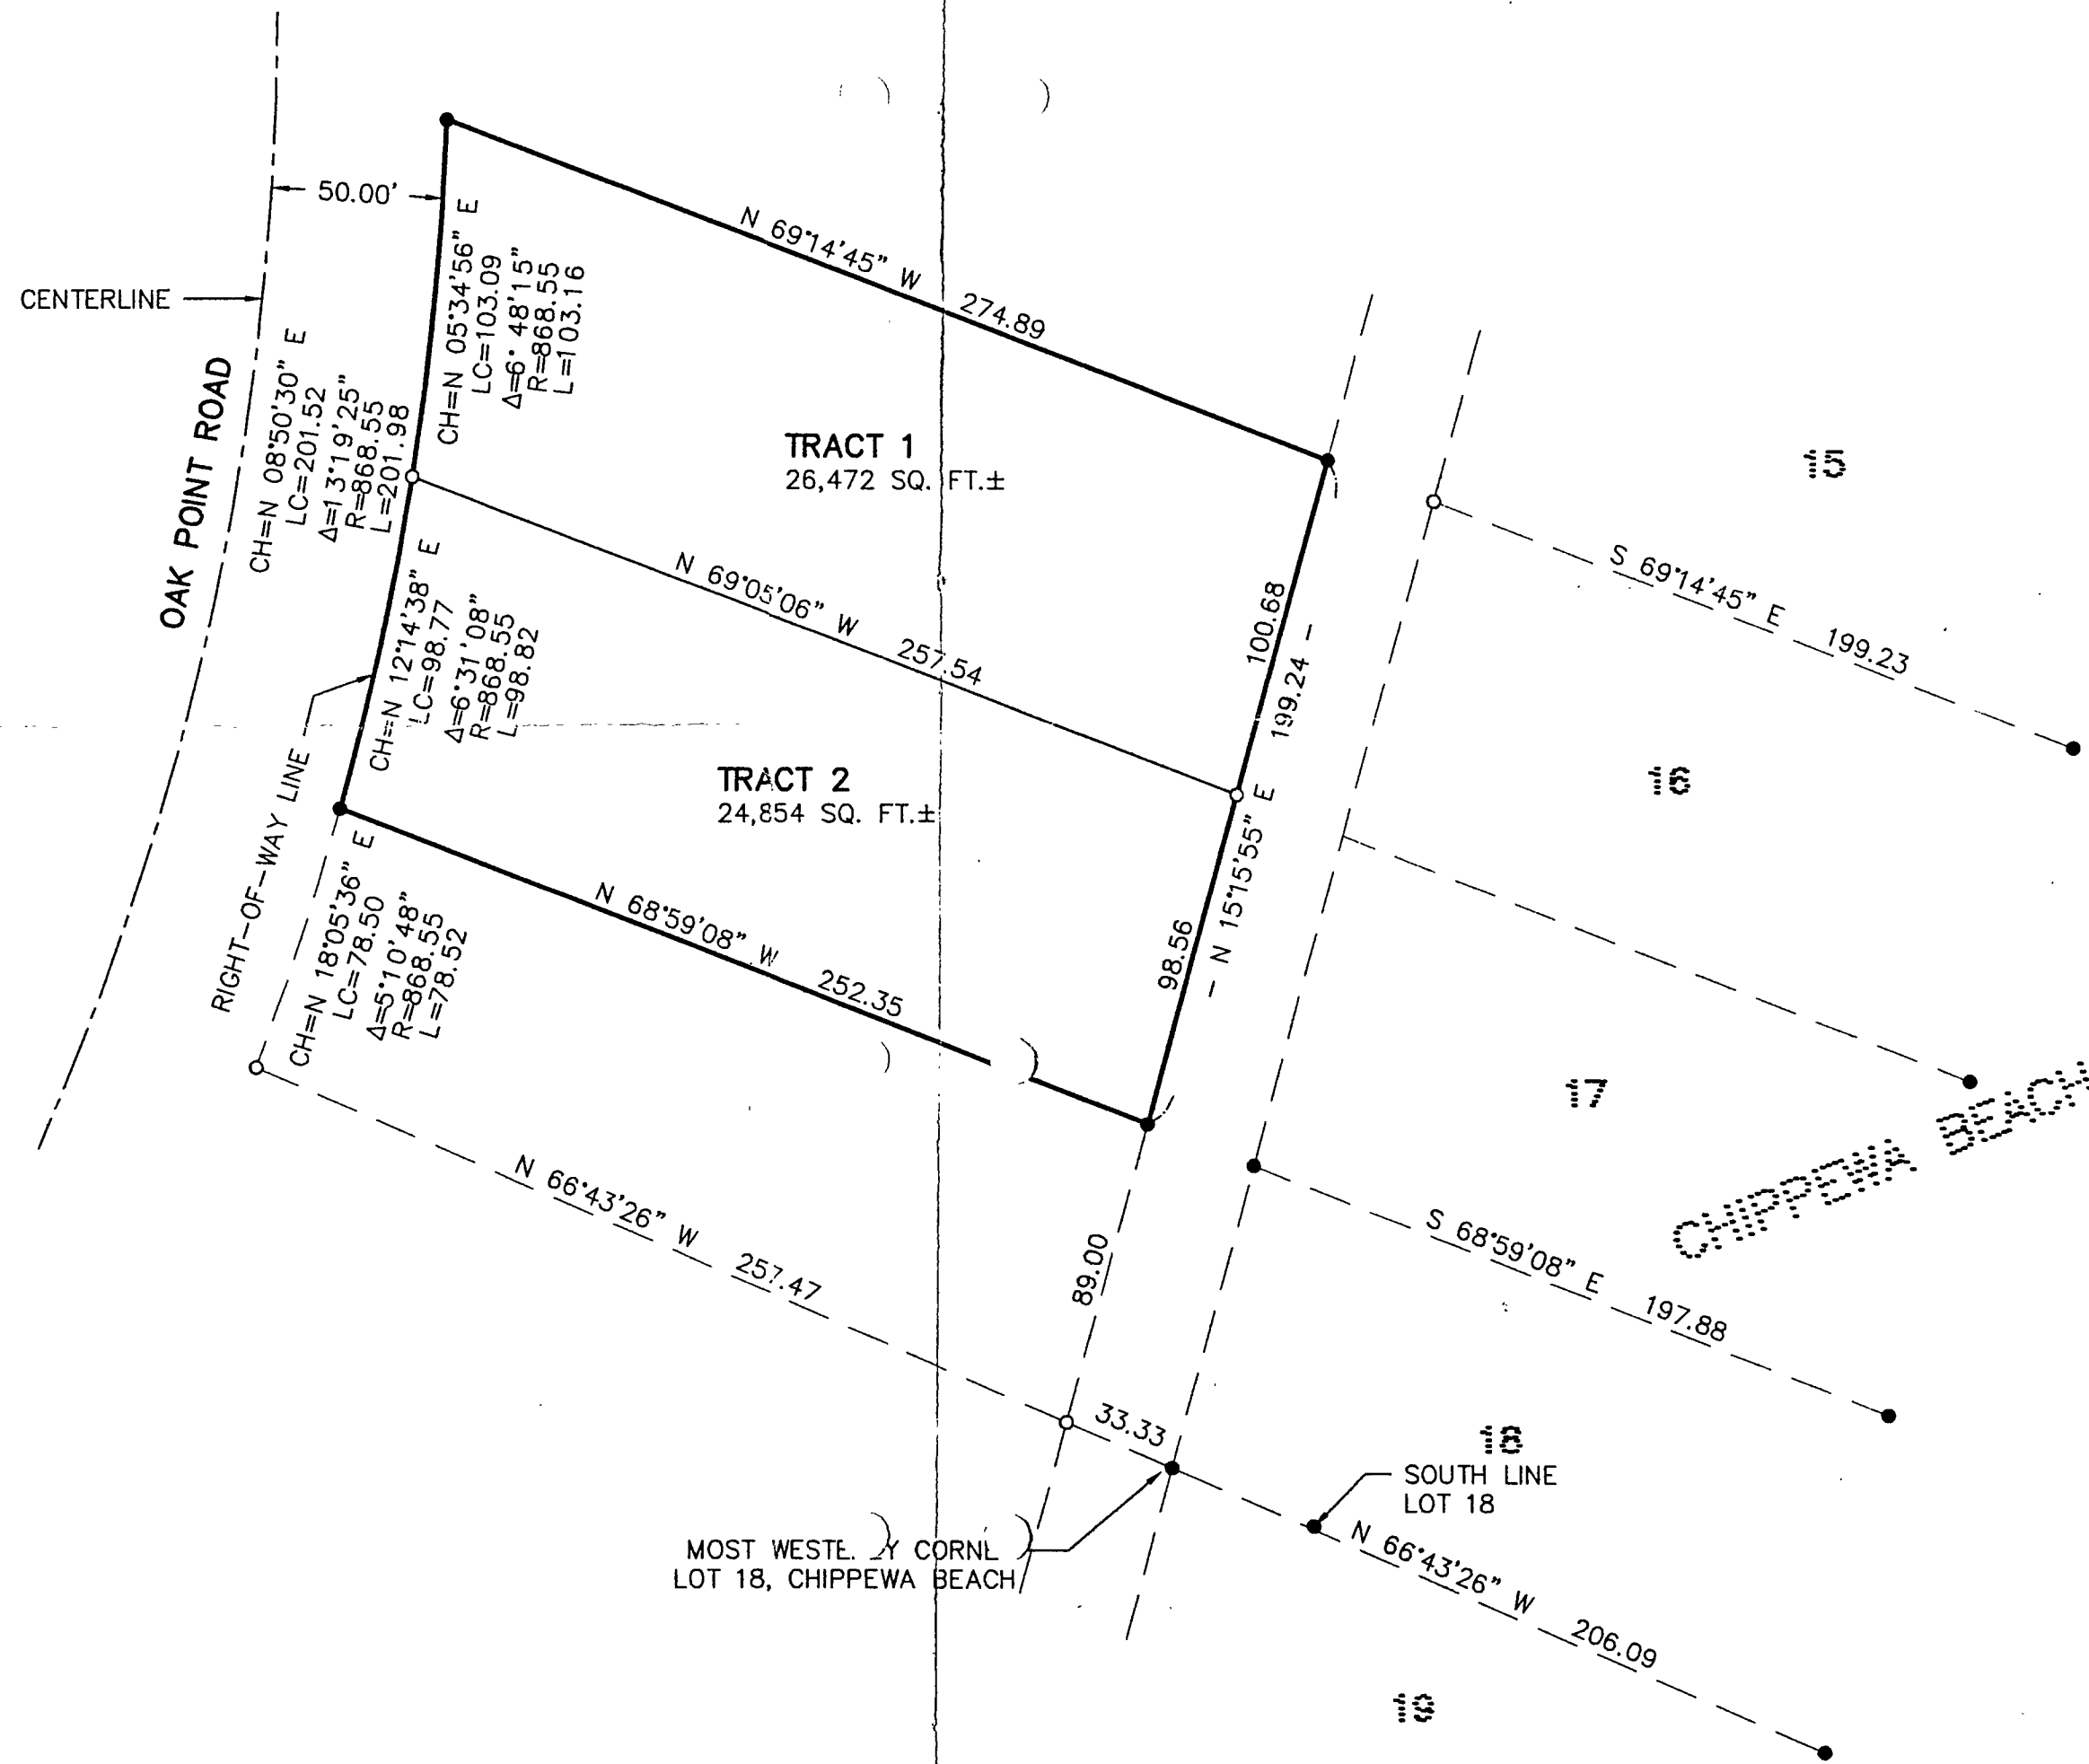 50.00'
CENTERLINE
OAK POINT ROAD
CH=N 08°50'30" E
LC=201.52
Δ=13°19'25"
R=868.55
L=201.98
CH=N 05°34'56" E
LC=103.09
Δ=6°48'15"
R=868.55
L=103.16
N 69°14'45" W 274.89
TRACT 1
26,472 SQ. FT.±
15
S 69°14'45" E 199.23
N 69°05'06" W 257.54
100.68
199.24
N 15°15'55" E
98.56
CH=N 12°14'38" E
LC=98.77
Δ=6°31'08"
R=868.55
L=98.82
RIGHT-OF-WAY LINE
TRACT 2
24,854 SQ. FT.±
16
CH=N 18°05'36" E
LC=78.50
Δ=5°10'48"
R=868.55
L=78.52
N 68°59'08" W 252.35
17
CHIPPEWA BEACH
S 68°59'08" E 197.88
N 66°43'26" W 257.47
89.00
33.33
18
SOUTH LINE
LOT 18
MOST WESTE Y CORN
LOT 18, CHIPPEWA BEACH
N 66°43'26" W 206.09
19